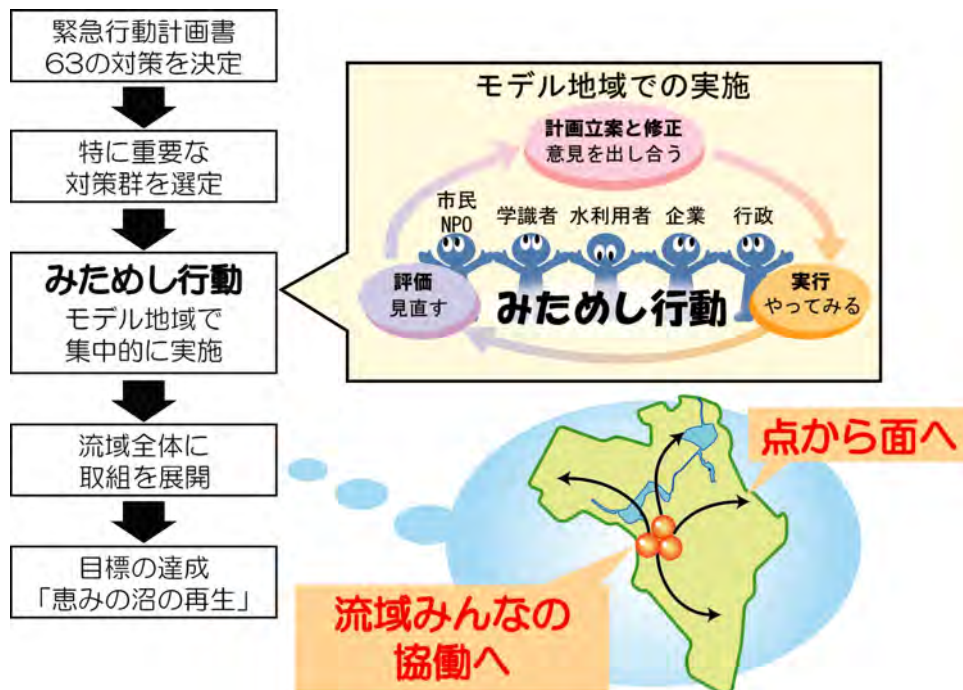 緊急行動計画書
63の対策を決定
特に重要な
対策群を選定
みためし行動
モデル地域で
集中的に実施
流域全体に
取組を展開
目標の達成
「恵みの沼の再生」
モデル地域での実施
計画立案と修正
意見を出し合う
市民
NPO
学識者
水利用者
企業
行政
評価
見直す
みためし行動
実行
やってみる
点から面へ
流域みんなの
協働へ